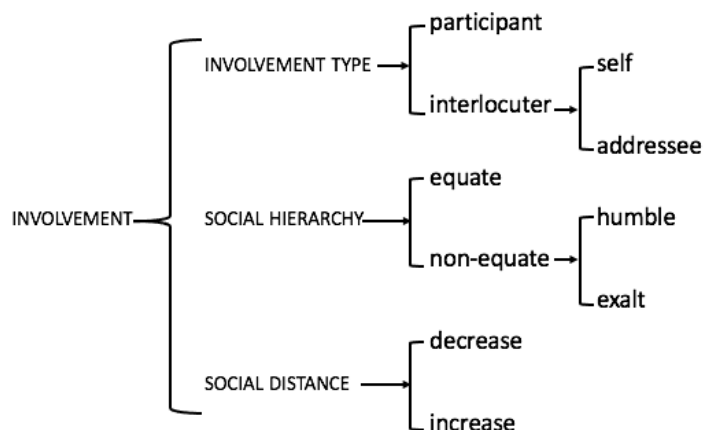 participant
INVOLVEMENT TYPE
self
interlocuter
addressee
equate
INVOLVEMENT
SOCIAL HIERARCHY
humble
non-equate
exalt
decrease
SOCIAL DISTANCE
increase